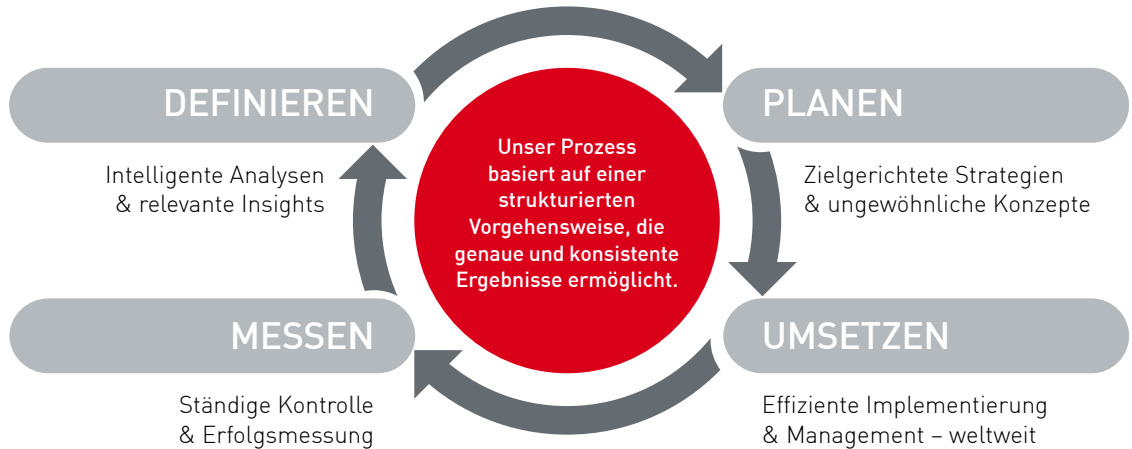 DEFINIEREN
Intelligente Analysen
& relevante Insights
PLANEN
Zielgerichtete Strategien
& ungewöhnliche Konzepte
UMSETZEN
Effiziente Implementierung
& Management – weltweit
MESSEN
Ständige Kontrolle
& Erfolgsmessung
Unser Prozess
basiert auf einer
strukturierten
Vorgehensweise, die
genaue und konsistente
Ergebnisse ermöglicht.